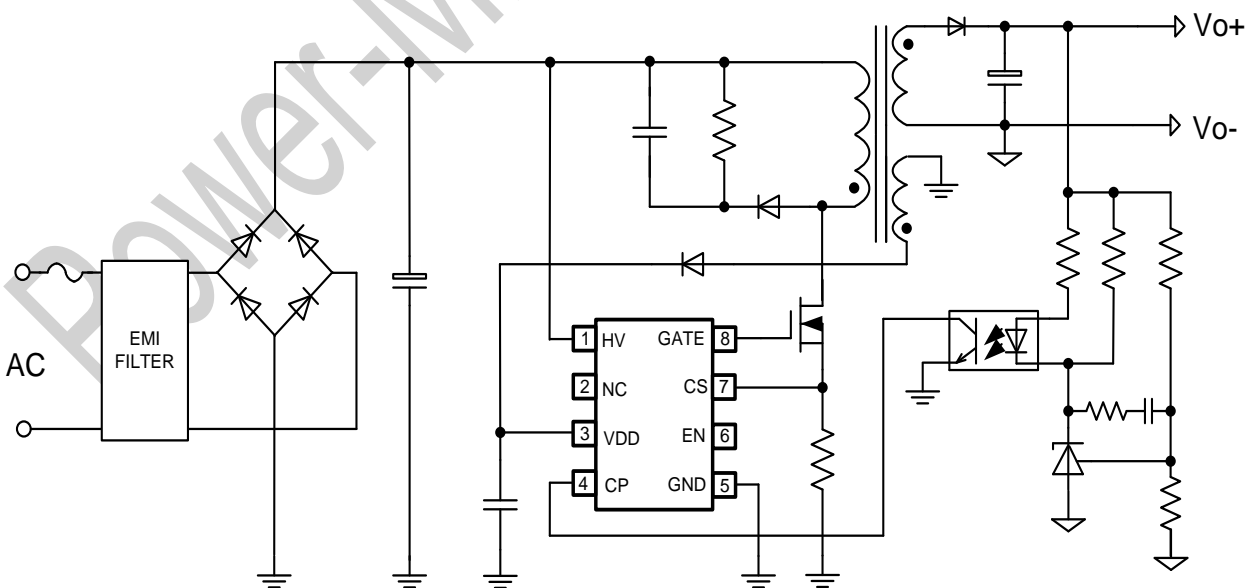 Power-M
Vo+
Vo-
AC
EMI
FILTER
1 HV GATE 8
2 NC CS 7
3 VDD EN 6
4 CP GND 5